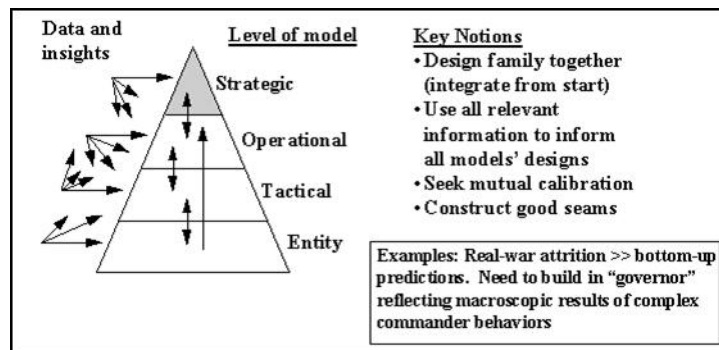 Data and
insights
Level of model
Strategic
Operational
Tactical
Entity
Key Notions
• Design family together
(integrate from start)
• Use all relevant
information to inform
all models' designs
• Seek mutual calibration
• Construct good seams
Examples: Real-war attrition >> bottom-up
predictions. Need to build in “governor”
reflecting macroscopic results of complex
commander behaviors